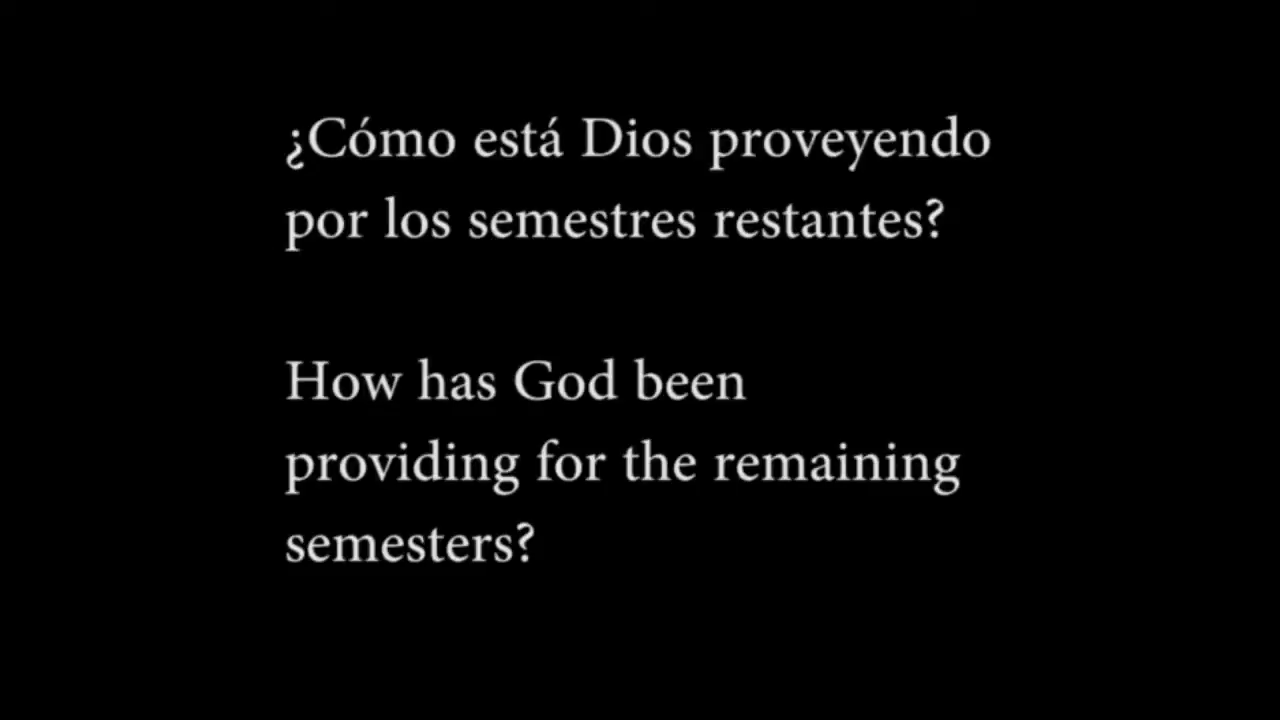 ¿Cómo está Dios proveyendo
por los semestres restantes?
How has God been
providing for the remaining
semesters?